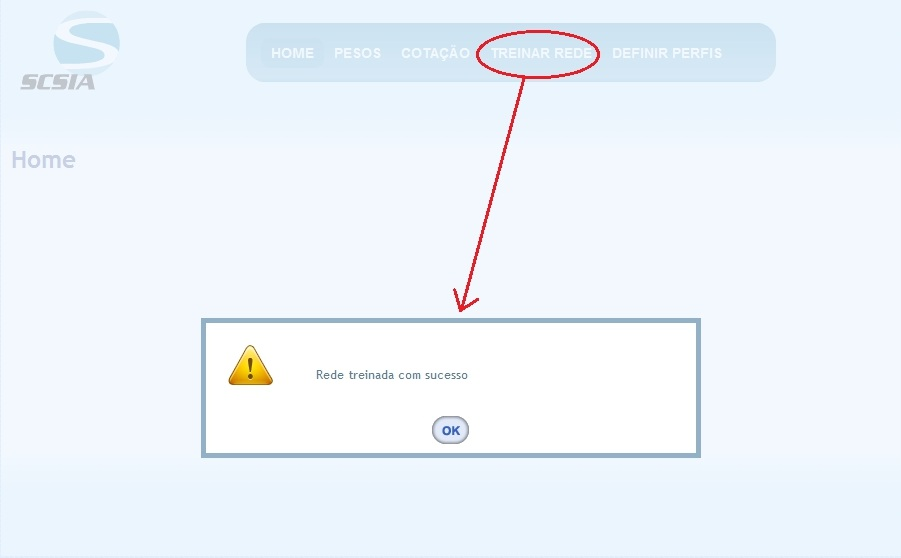 HOME PESOS COTAÇÃO TREINAR REDE DEFINIR PERFIS
SCSIA
Home
Rede treinada com sucesso
OK